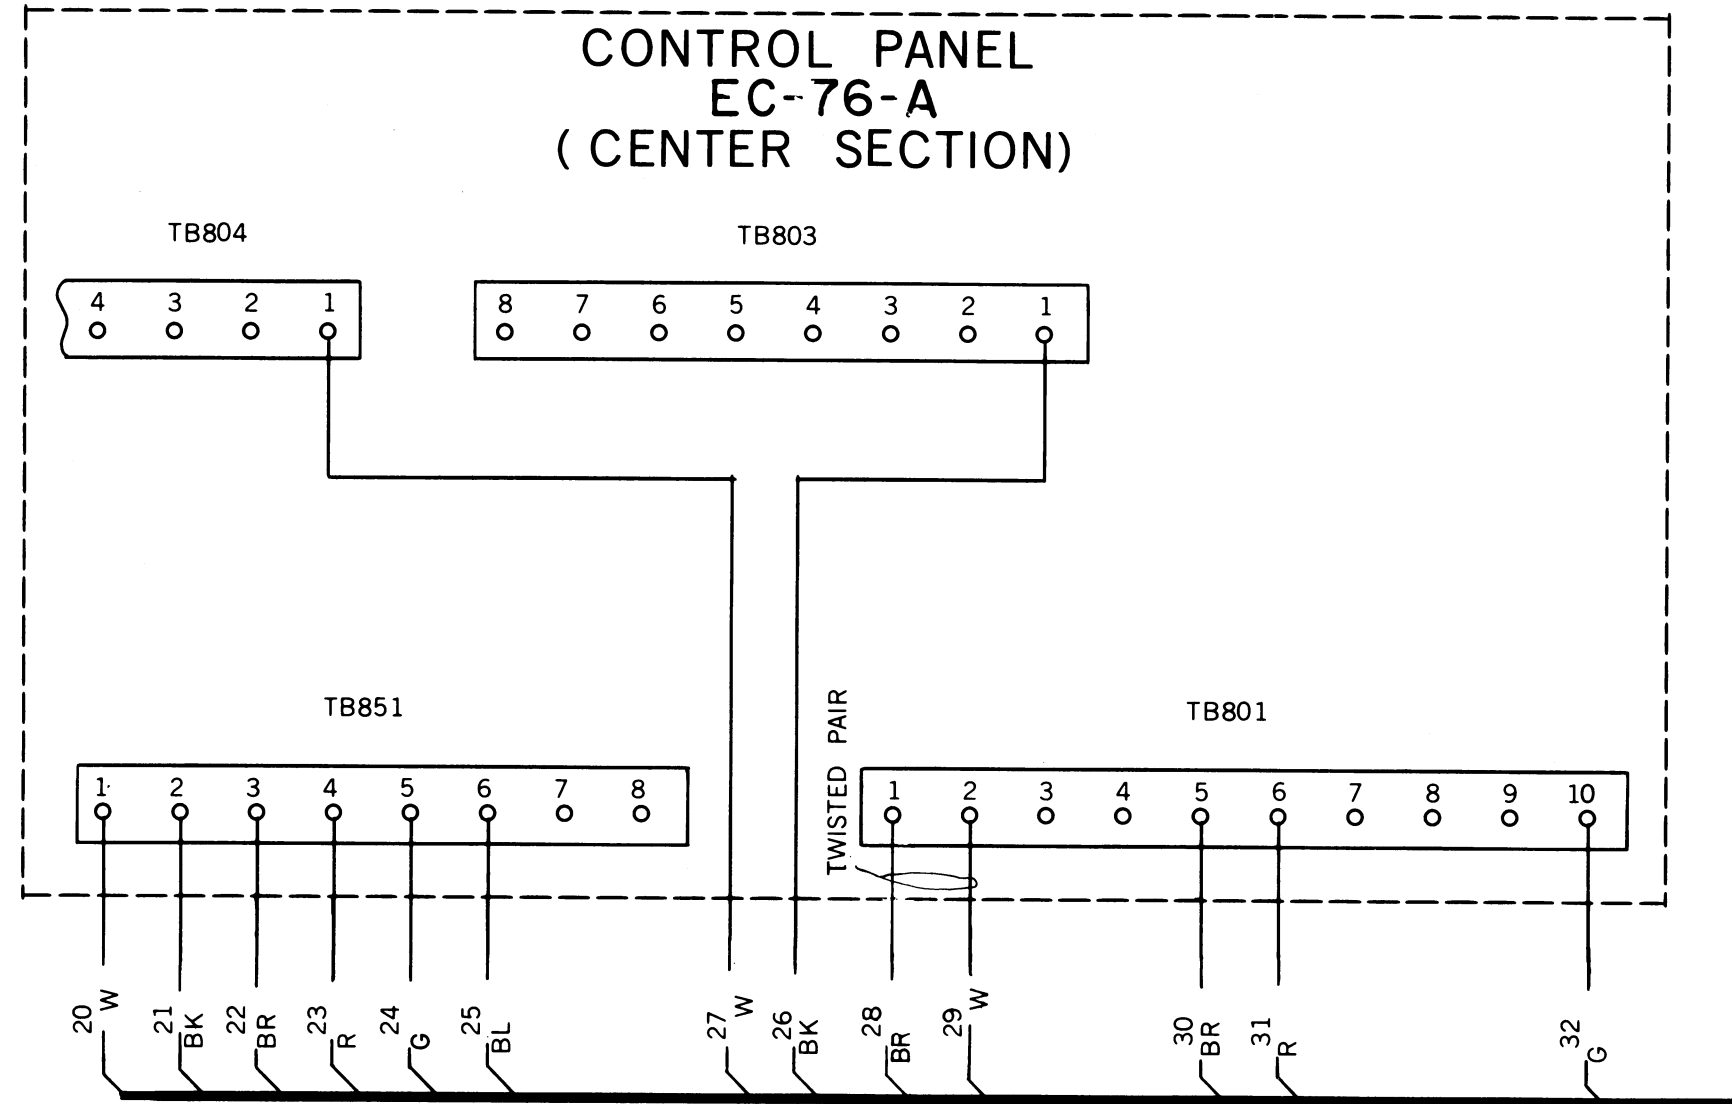 CONTROL PANEL
EC-76-A
(CENTER SECTION)
TB804
TB803
4 3 2 1
8 7 6 5 4 3 2 1
TB851
TB801
TWISTED PAIR
1 2 3 4 5 6 7 8
1 2 3 4 5 6 7 8 9 10
20 W
21 BK
22 BR
23 R
24 G
25 BL
27 W
26 BK
28 BR
29 W
30 BR
31 R
32 G